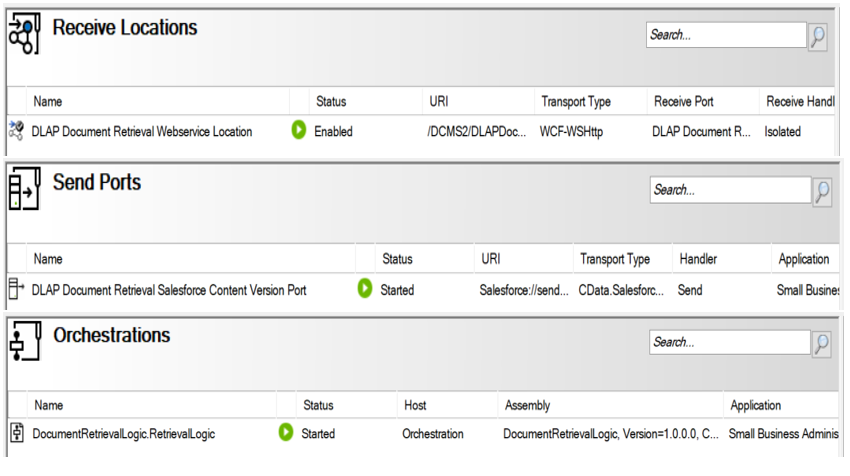 Receive Locations
Search...
Name Status URI Transport Type Receive Port Receive Handl
DLAP Document Retrieval Webservice Location Enabled /DCMS2/DLAPDoc... WCF-WSHttp DLAP Document R... Isolated
Send Ports
Search...
Name Status URI Transport Type Handler Application
DLAP Document Retrieval Salesforce Content Version Port Started Salesforce://send... CData.Salesforc... Send Small Busines
Orchestrations
Search...
Name Status Host Assembly Application
DocumentRetrievalLogic.RetrievalLogic Started Orchestration DocumentRetrievalLogic, Version=1.0.0.0, C... Small Business Adminis